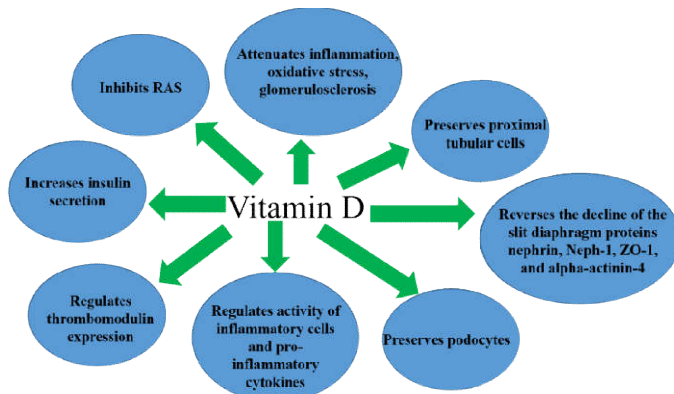 Attenuates inflammation,
oxidative stress,
glomerulosclerosis
Inhibits RAS
Preserves proximal
tubular cells
Increases insulin
secretion
Vitamin D
Reverses the decline of the
slit diaphragm proteins
nephrin, Neph-1, ZO-1,
and alpha-actinin-4
Regulates
thrombomodulin
expression
Regulates activity of
inflammatory cells
and pro-
inflammatory
cytokines
Preserves podocytes